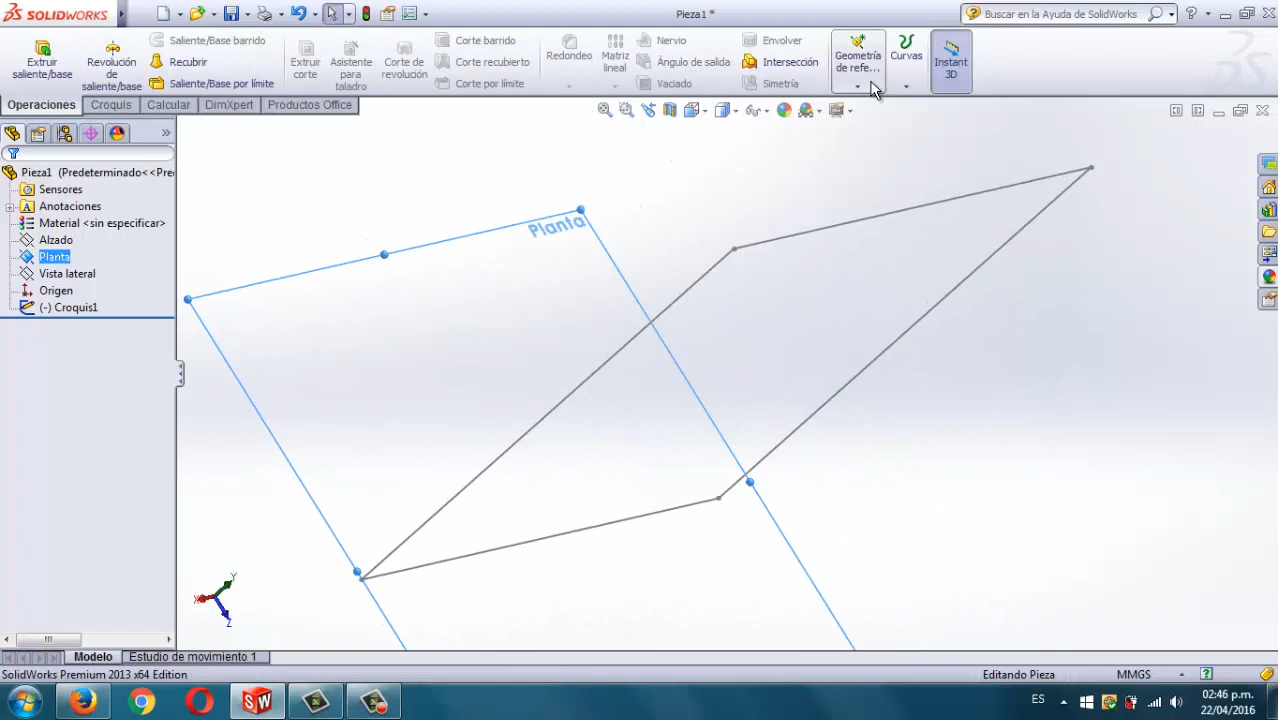 SOLIDWORKS
Pieza1 *
Buscar en la Ayuda de SolidWorks
Extruir saliente/base
Revolución de saliente/base
Saliente/Base barrido
Recubrir
Saliente/Base por límite
Extruir corte
Asistente para taladro
Corte de revolución
Corte barrido
Corte recubierto
Corte por límite
Redondeo
Matriz lineal
Nervio
Ángulo de salida
Vaciado
Envolver
Intersección
Simetría
Geometría de refe...
Curvas
Instant 3D
Operaciones
Croquis
Calcular
DimXpert
Productos Office
Pieza1 (Predeterminado<<Pre
Sensores
Anotaciones
Material <sin especificar>
Alzado
Planta
Vista lateral
Origen
(-) Croquis1
Planta
Y
X
Z
Modelo
Estudio de movimiento 1
SolidWorks Premium 2013 x64 Edition
Editando Pieza
MMGS
ES
02:46 p.m.
22/04/2016